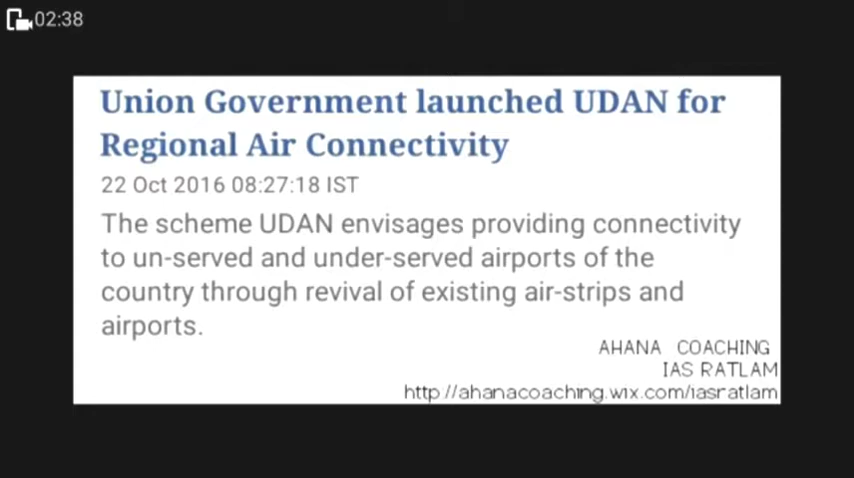 02:38
Union Government launched UDAN for
Regional Air Connectivity
22 Oct 2016 08:27:18 IST
The scheme UDAN envisages providing connectivity
to un-served and under-served airports of the
country through revival of existing air-strips and
airports.
AHANA COACHING
IAS RATLAM
http://ahanacoaching.wix.com/iasratlam